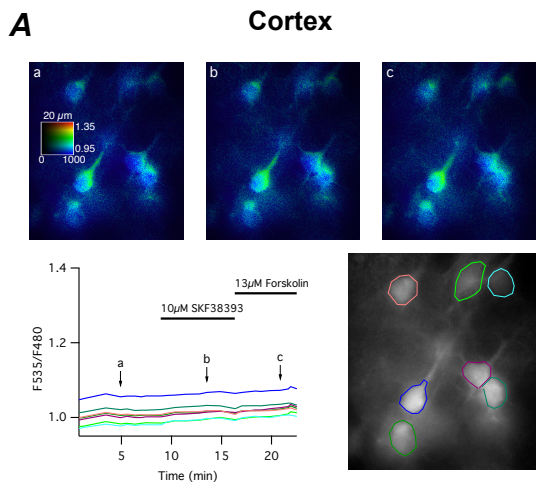 A
Cortex
a
b
c
20 µm
1.35
0.95
0
1000
1.4
1.2
1.0
F535/F480
13µM Forskolin
10µM SKF38393
a
b
c
5
10
15
20
Time (min)